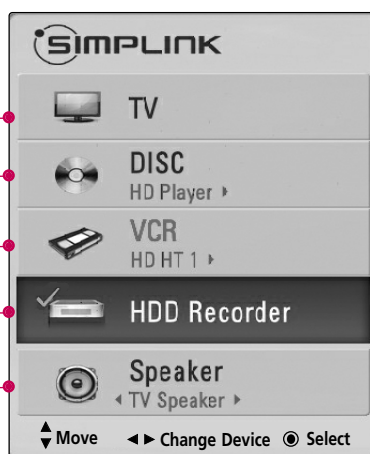 SIMPLINK
TV
DISC
HD Player
VCR
HD HT 1
HDD Recorder
Speaker
TV Speaker
Move Change Device Select